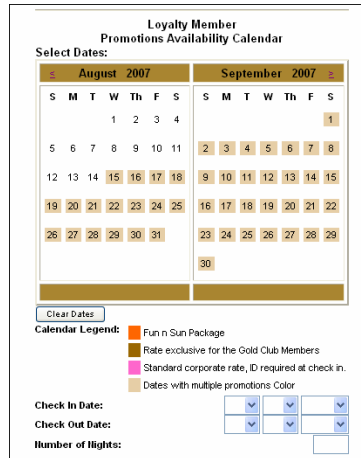 Loyalty Member
Promotions Availability Calendar
Select Dates:
≤ August 2007 September 2007 ≥
S M T W Th F S S M T W Th F S
1 2 3 4 1
5 6 7 8 9 10 11 2 3 4 5 6 7 8
12 13 14 15 16 17 18 9 10 11 12 13 14 15
19 20 21 22 23 24 25 16 17 18 19 20 21 22
26 27 28 29 30 31 23 24 25 26 27 28 29
30
Clear Dates
Calendar Legend: Fun n Sun Package
Rate exclusive for the Gold Club Members
Standard corporate rate, ID required at check in.
Dates with multiple promotions Color
Check In Date:
Check Out Date:
Number of Nights: